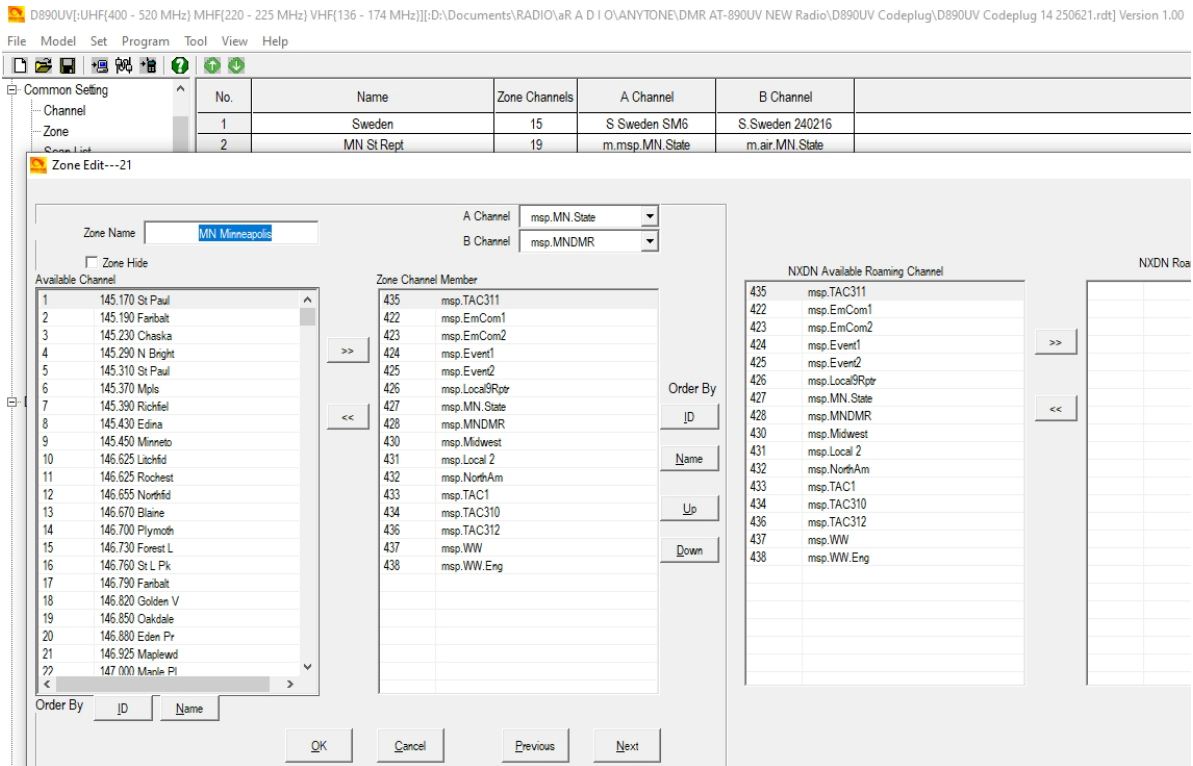 D890UV[:UHF{400 - 520 MHz} MHF{220 - 225 MHz} VHF{136 - 174 MHz}][:D:\Documents\RADIO\aR A D I O\ANYTONE\DMR AT-890UV NEW Radio\D890UV Codeplug\D890UV Codeplug 14 250621.rdt] Version 1.00
File Model Set Program Tool View Help
Common Setting
Channel
Zone
Scan List
No. Name Zone Channels A Channel B Channel
1 Sweden 15 S Sweden SM6 S.Sweden 240216
2 MN St Rept 19 m.msp.MN.State m.air.MN.State
Zone Edit---21
Zone Name MN Minneapolis
A Channel msp.MN.State
B Channel msp.MNDMR
Zone Hide
Available Channel
1 145.170 St Paul
2 145.190 Faribalt
3 145.230 Chaska
4 145.290 N Bright
5 145.310 St Paul
6 145.370 Mpls
7 145.390 Richfiel
8 145.430 Edina
9 145.450 Minneto
10 146.625 Litchfid
11 146.625 Rochest
12 146.655 Northfid
13 146.670 Blaine
14 146.700 Plymoth
15 146.730 Forest L
16 146.760 St L Pk
17 146.790 Faribalt
18 146.820 Golden V
19 146.850 Oakdale
20 146.880 Eden Pr
21 146.925 Maplewd
22 147.000 Maple Pl
Order By ID Name
>>
<<
Zone Channel Member
435 msp.TAC311
422 msp.EmCom1
423 msp.EmCom2
424 msp.Event1
425 msp.Event2
426 msp.Local9Rptr
427 msp.MN.State
428 msp.MNDMR
430 msp.Midwest
431 msp.Local 2
432 msp.NorthAm
433 msp.TAC1
434 msp.TAC310
436 msp.TAC312
437 msp.WW
438 msp.WW.Eng
Order By
ID
Name
Up
Down
NXDN Available Roaming Channel
435 msp.TAC311
422 msp.EmCom1
423 msp.EmCom2
424 msp.Event1
425 msp.Event2
426 msp.Local9Rptr
427 msp.MN.State
428 msp.MNDMR
430 msp.Midwest
431 msp.Local 2
432 msp.NorthAm
433 msp.TAC1
434 msp.TAC310
436 msp.TAC312
437 msp.WW
438 msp.WW.Eng
>>
<<
NXDN Roa
OK Cancel Previous Next